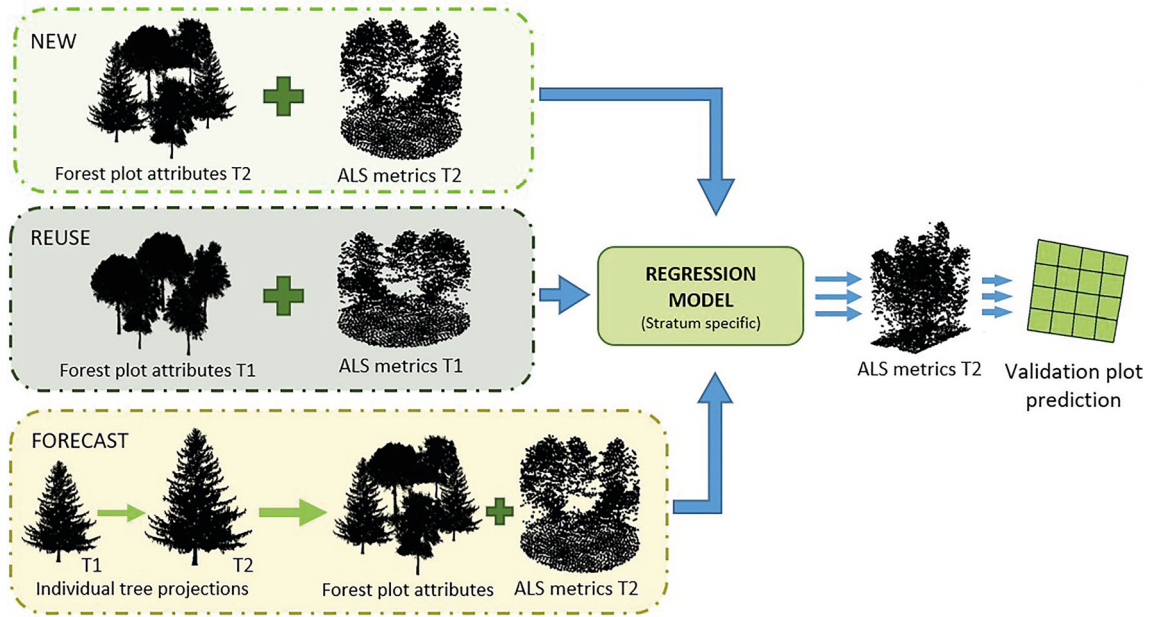 NEW
Forest plot attributes T2
ALS metrics T2
REUSE
Forest plot attributes T1
ALS metrics T1
FORECAST
T1
T2
Individual tree projections
Forest plot attributes
ALS metrics T2
REGRESSION
MODEL
(Stratum specific)
ALS metrics T2
Validation plot
prediction